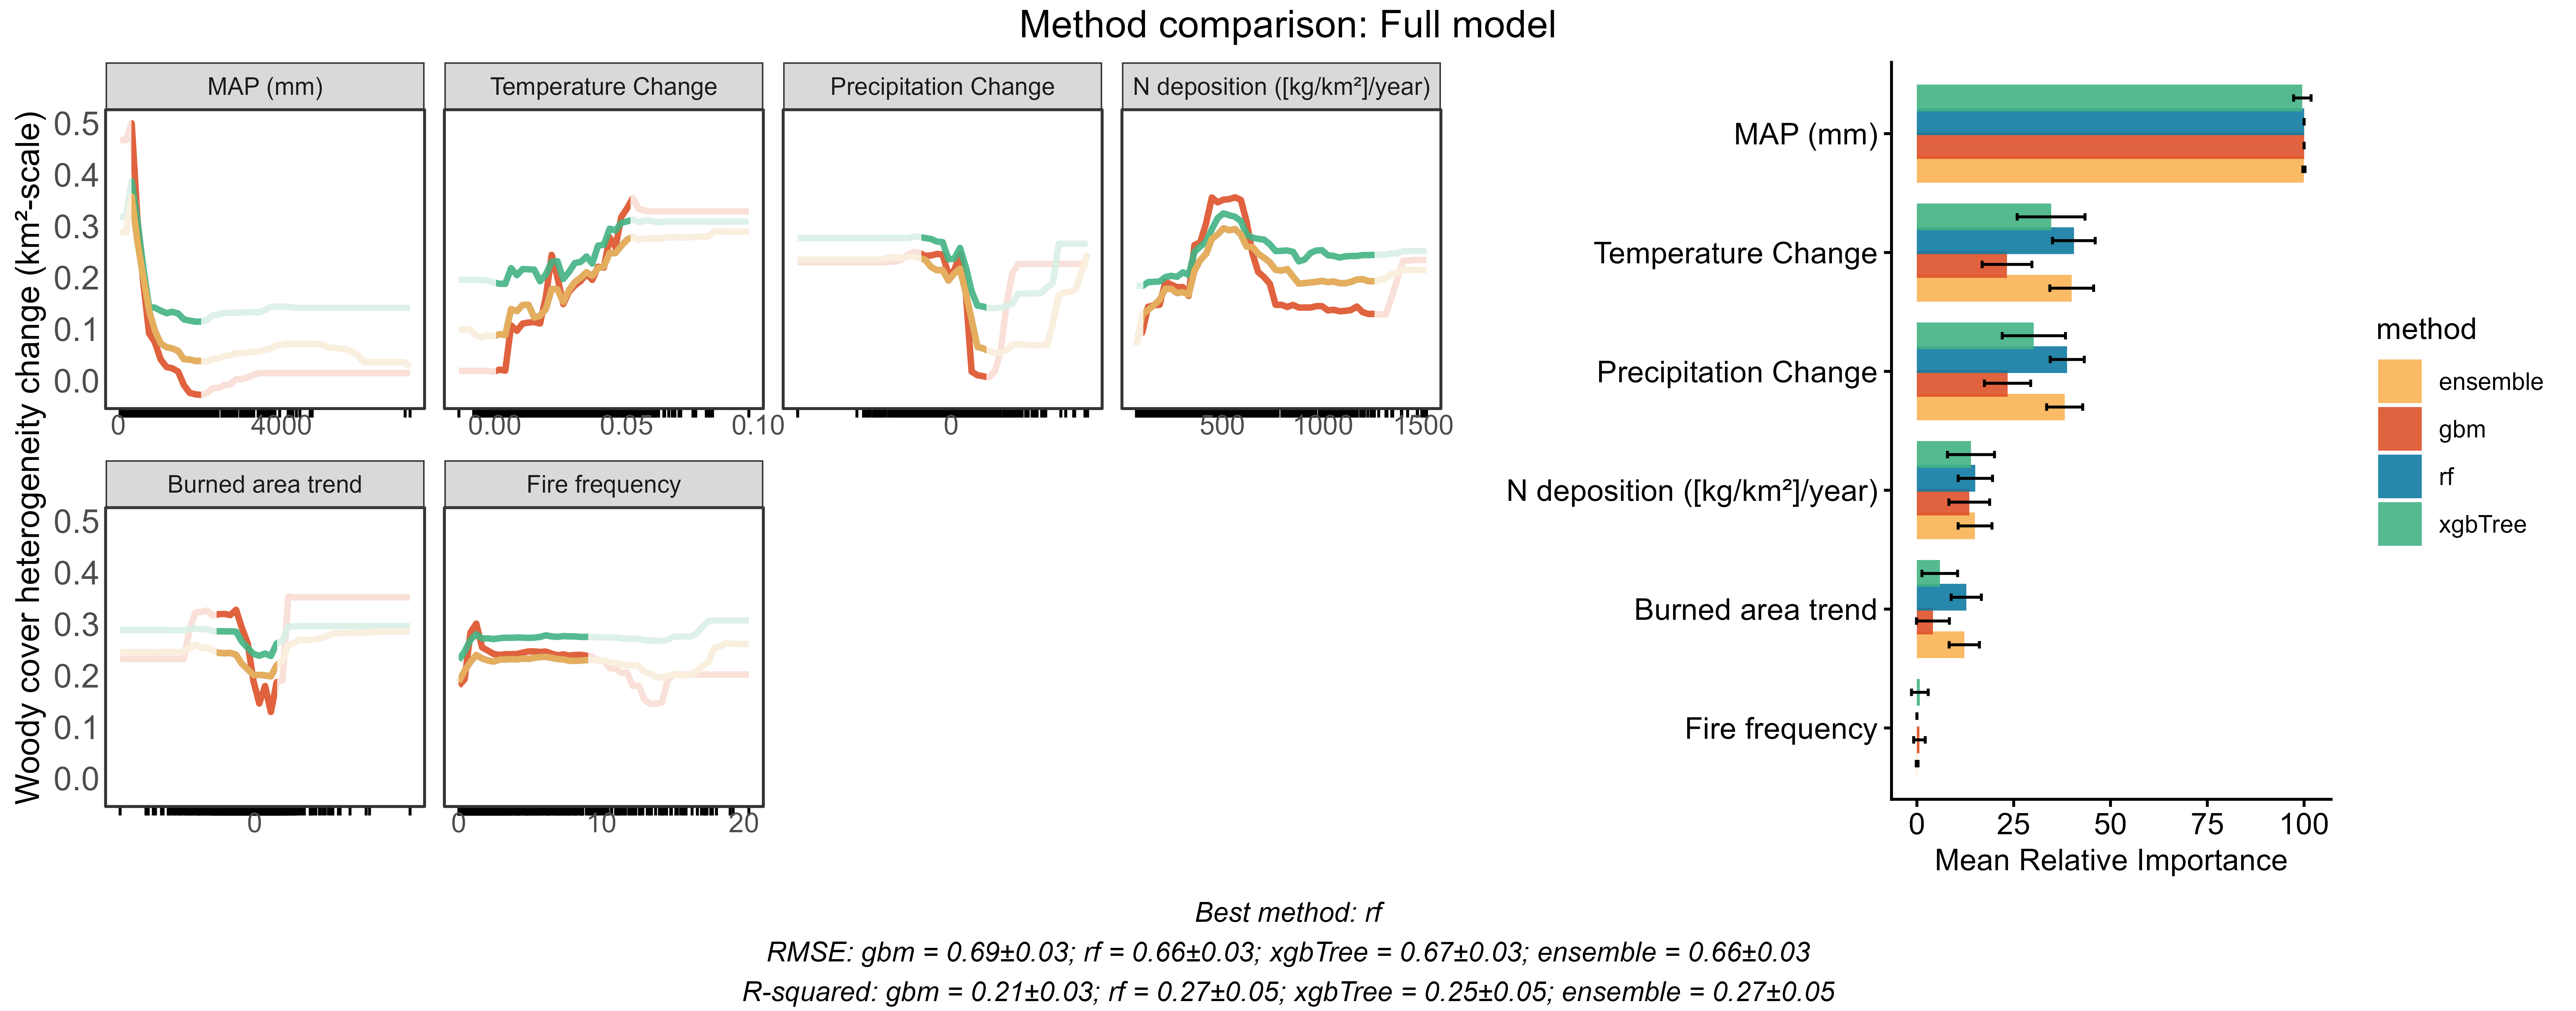 Method comparison: Full model
Woody cover heterogeneity change (km²-scale)
MAP (mm)
Temperature Change
Precipitation Change
N deposition ([kg/km²]/year)
0.5
0.4
0.3
0.2
0.1
0.0
0 4000
0.00 0.05 0.10
0
500 1000 1500
Burned area trend
Fire frequency
0.5
0.4
0.3
0.2
0.1
0.0
0
0 10 20
MAP (mm)
Temperature Change
Precipitation Change
N deposition ([kg/km²]/year)
Burned area trend
Fire frequency
0 25 50 75 100
Mean Relative Importance
method
ensemble
gbm
rf
xgbTree
Best method: rf
RMSE: gbm = 0.69±0.03; rf = 0.66±0.03; xgbTree = 0.67±0.03; ensemble = 0.66±0.03
R-squared: gbm = 0.21±0.03; rf = 0.27±0.05; xgbTree = 0.25±0.05; ensemble = 0.27±0.05